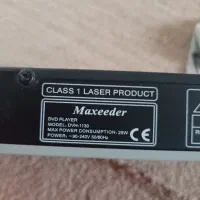 CLASS 1 LASER PRODUCT
Maxeeder
DVD PLAYER
MODEL: DVH-1130
MAX POWER CONSUMPTION: 25W
POWER: ~90-240V 50/60Hz
CE